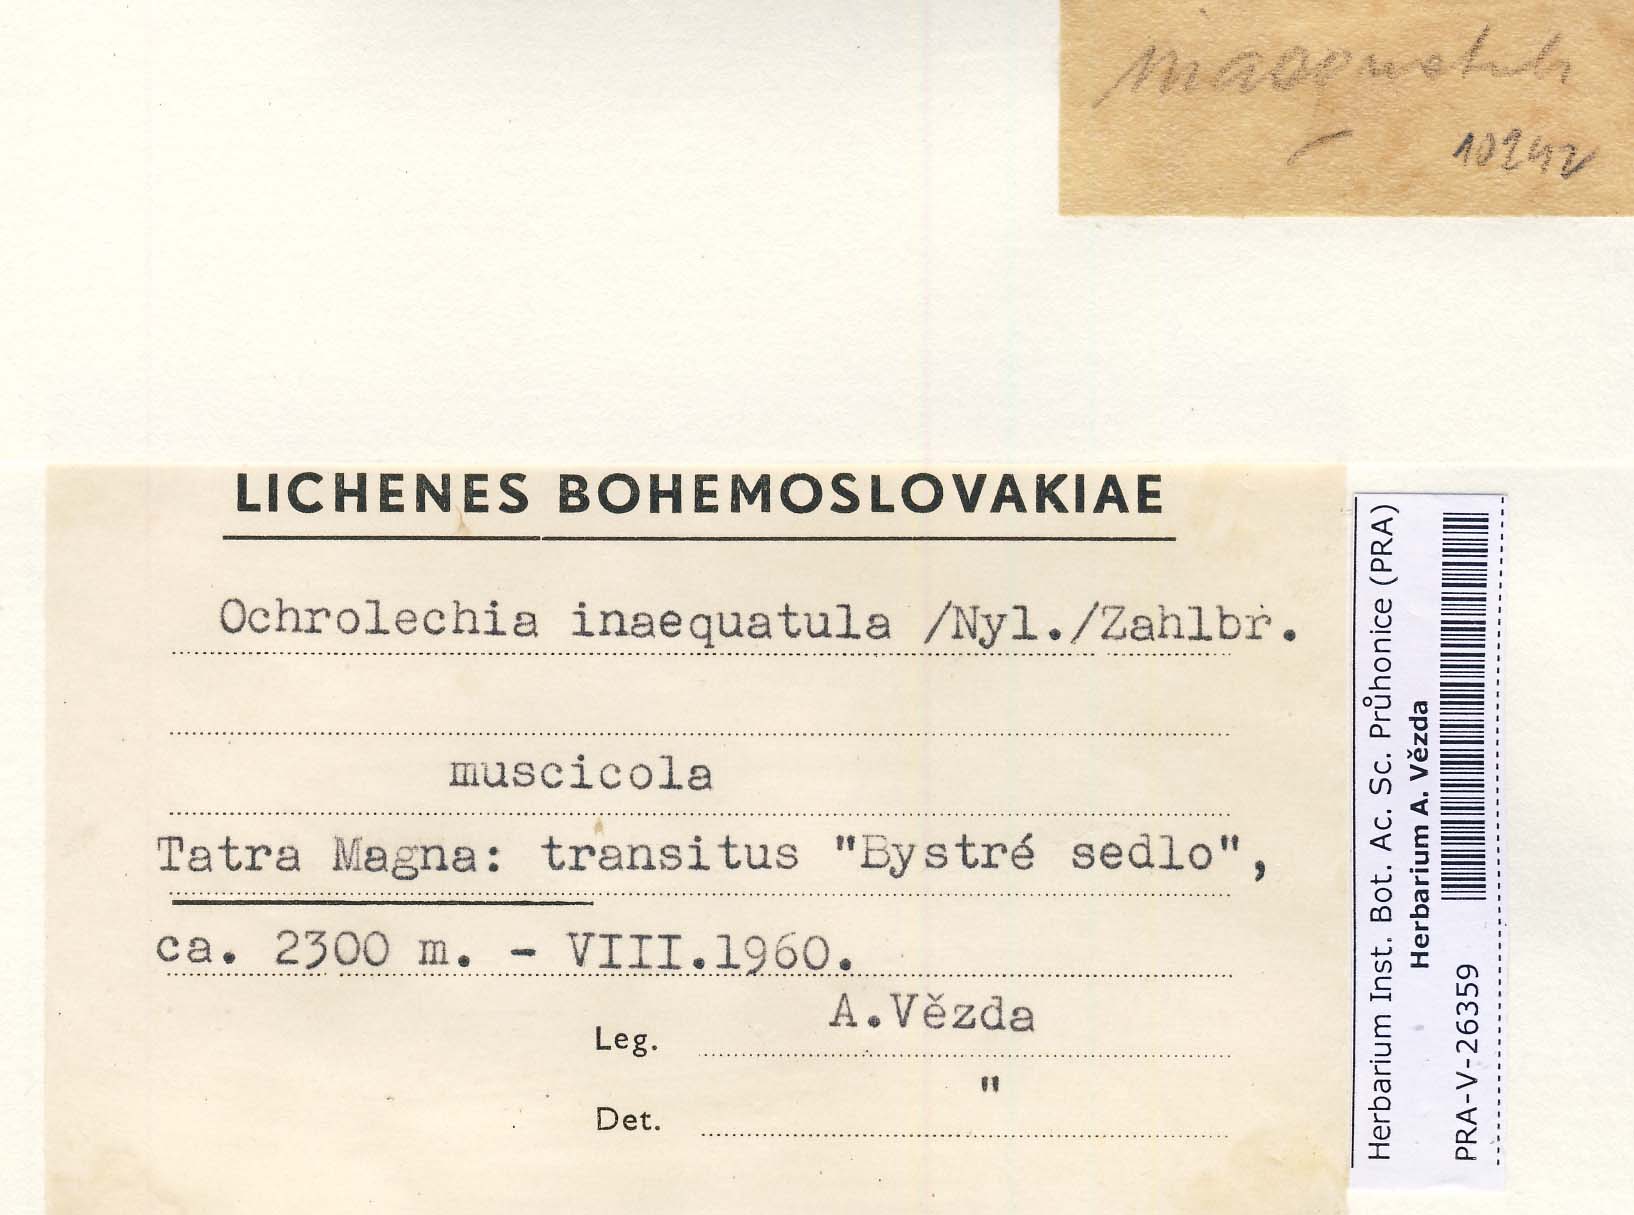 10242
LICHENES BOHEMOSLOVAKIAE
Ochrolechia inaequatula /Nyl./Zahlbr.
muscicola
Tatra Magna: transitus "Bystré sedlo",
ca. 2300 m. - VIII.1960.
Leg. A.Vězda
Det. "
Herbarium Inst. Bot. Ac. Sc. Průhonice (PRA)
Herbarium A. Vězda
PRA-V-26359